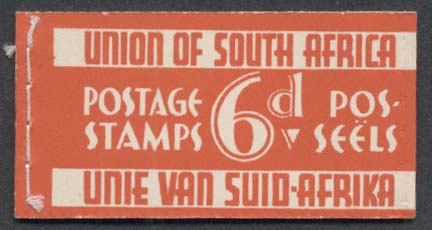 UNION OF SOUTH AFRICA
POSTAGE 6d POS-
STAMPS v SEËLS
UNIE VAN SUID-AFRIKA